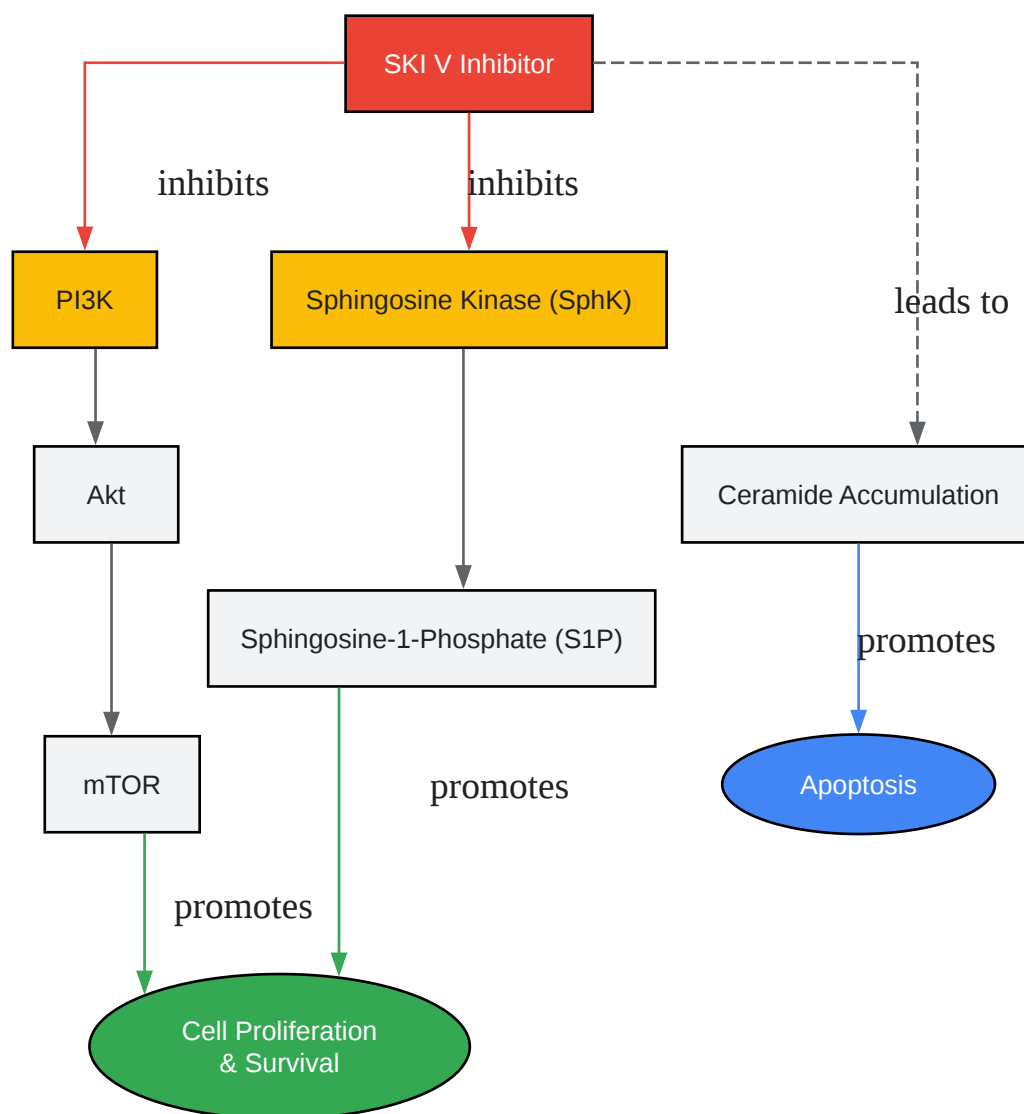 SKI V Inhibitor
inhibits
inhibits
PI3K
Sphingosine Kinase (SphK)
leads to
Akt
Ceramide Accumulation
Sphingosine-1-Phosphate (S1P)
promotes
mTOR
promotes
Apoptosis
promotes
Cell Proliferation
& Survival